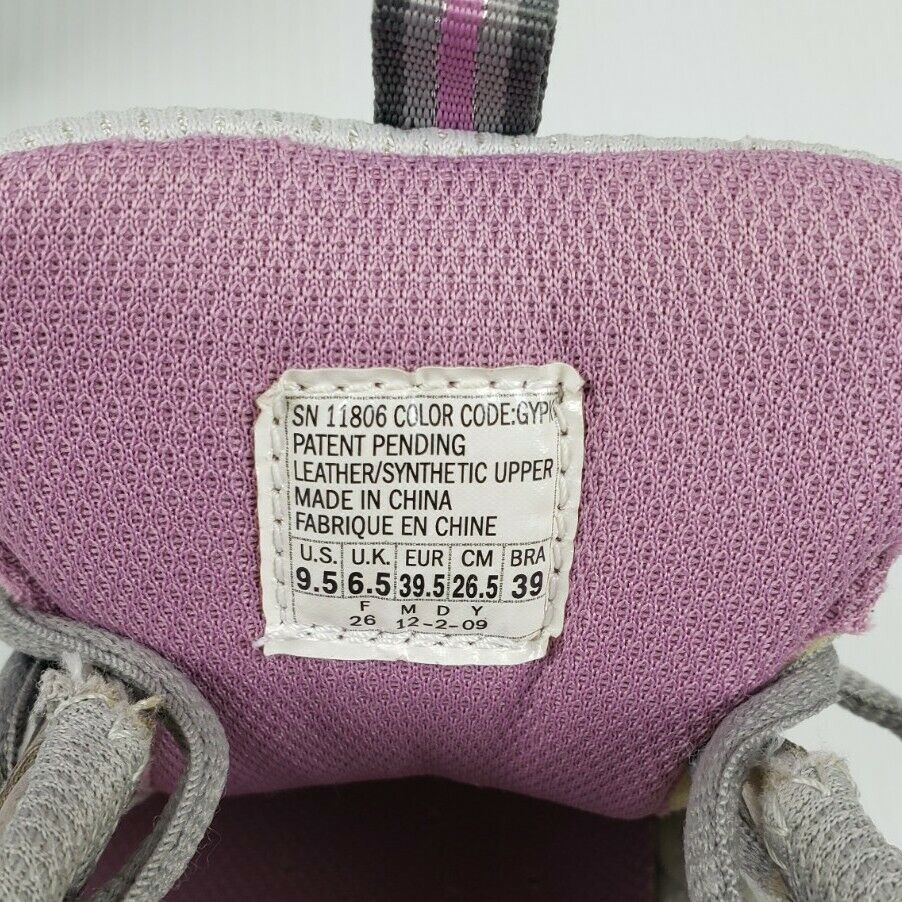 SN 11806 COLOR CODE:GYPK
PATENT PENDING
LEATHER/SYNTHETIC UPPER
MADE IN CHINA
FABRIQUE EN CHINE
U.S. U.K. EUR CM BRA
9.5 6.5 39.5 26.5 39
F M D Y
26 12-2-09